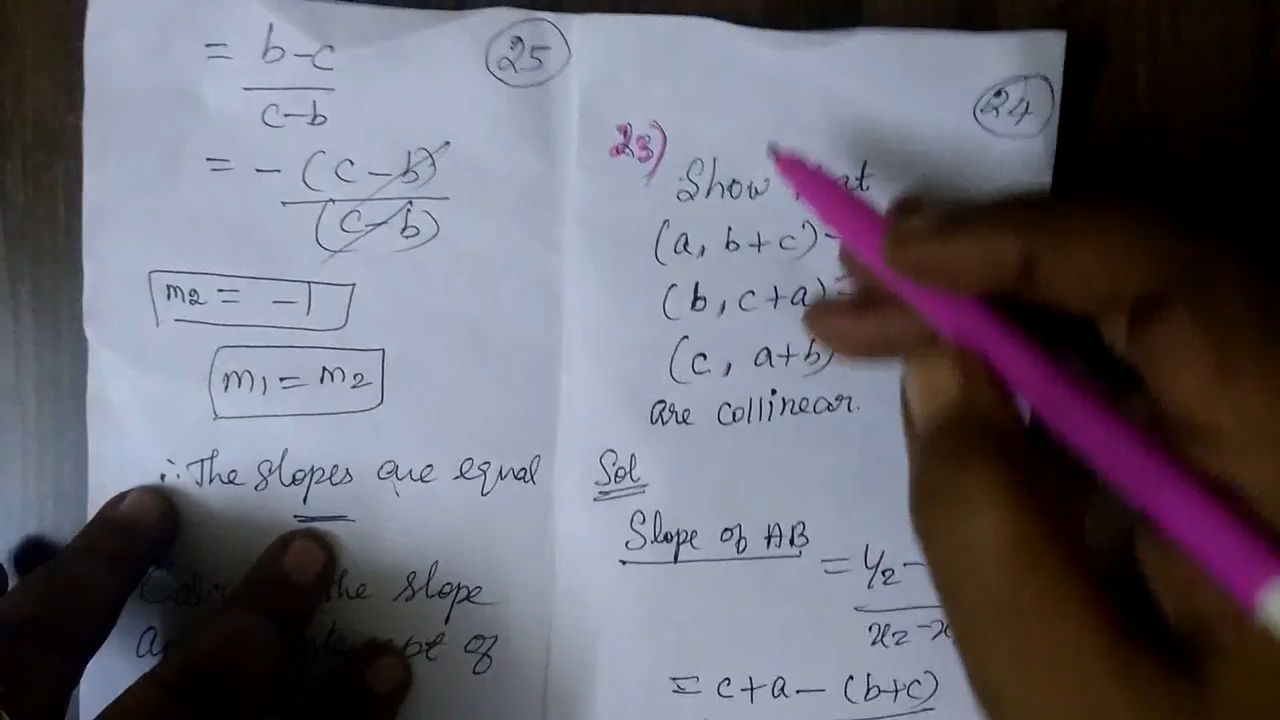 = b-c
c-b
= - (c-b)
(c-b)
m2 = -1
m1 = m2
∴ The slopes are equal
the slope
of
25
24
23)
Show
(a, b+c)-
(b, c+a)-
(c, a+b)
are collinear.
Sol
Slope of AB
= y2-
x2-x
= c+a-(b+c)